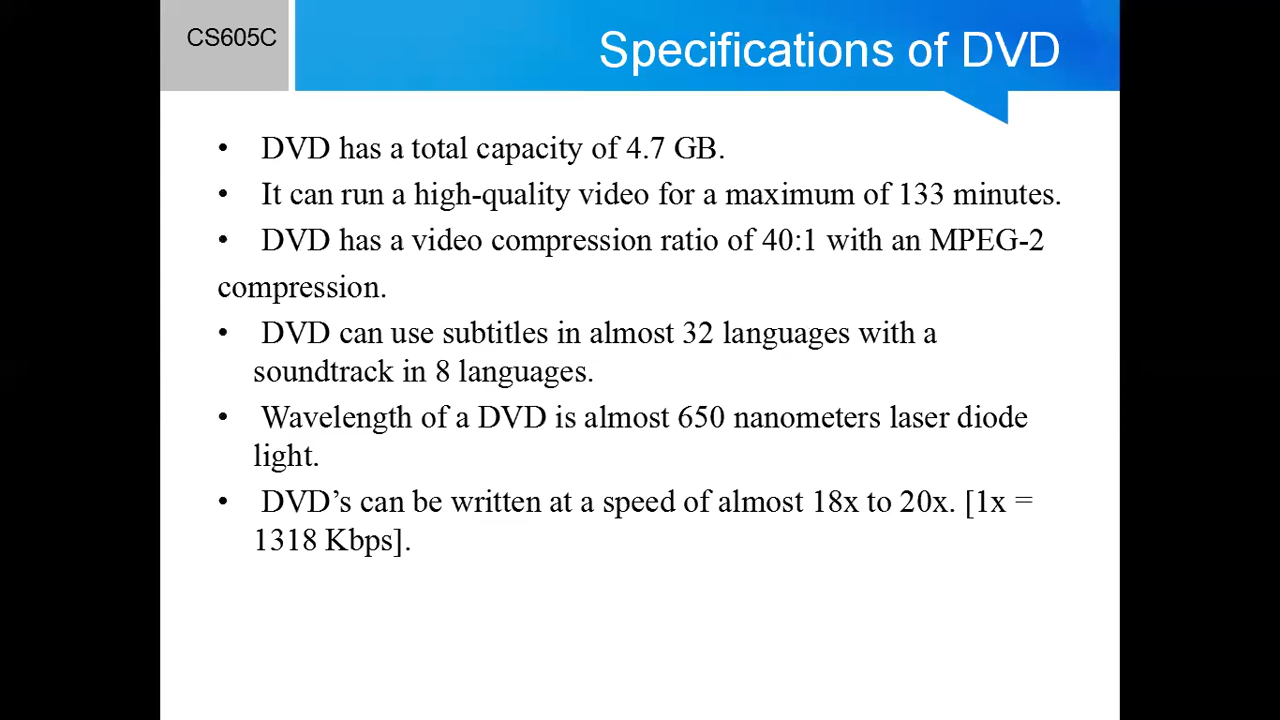 CS605C
Specifications of DVD
• DVD has a total capacity of 4.7 GB.
• It can run a high-quality video for a maximum of 133 minutes.
• DVD has a video compression ratio of 40:1 with an MPEG-2
compression.
• DVD can use subtitles in almost 32 languages with a
soundtrack in 8 languages.
• Wavelength of a DVD is almost 650 nanometers laser diode
light.
• DVD’s can be written at a speed of almost 18x to 20x. [1x =
1318 Kbps].